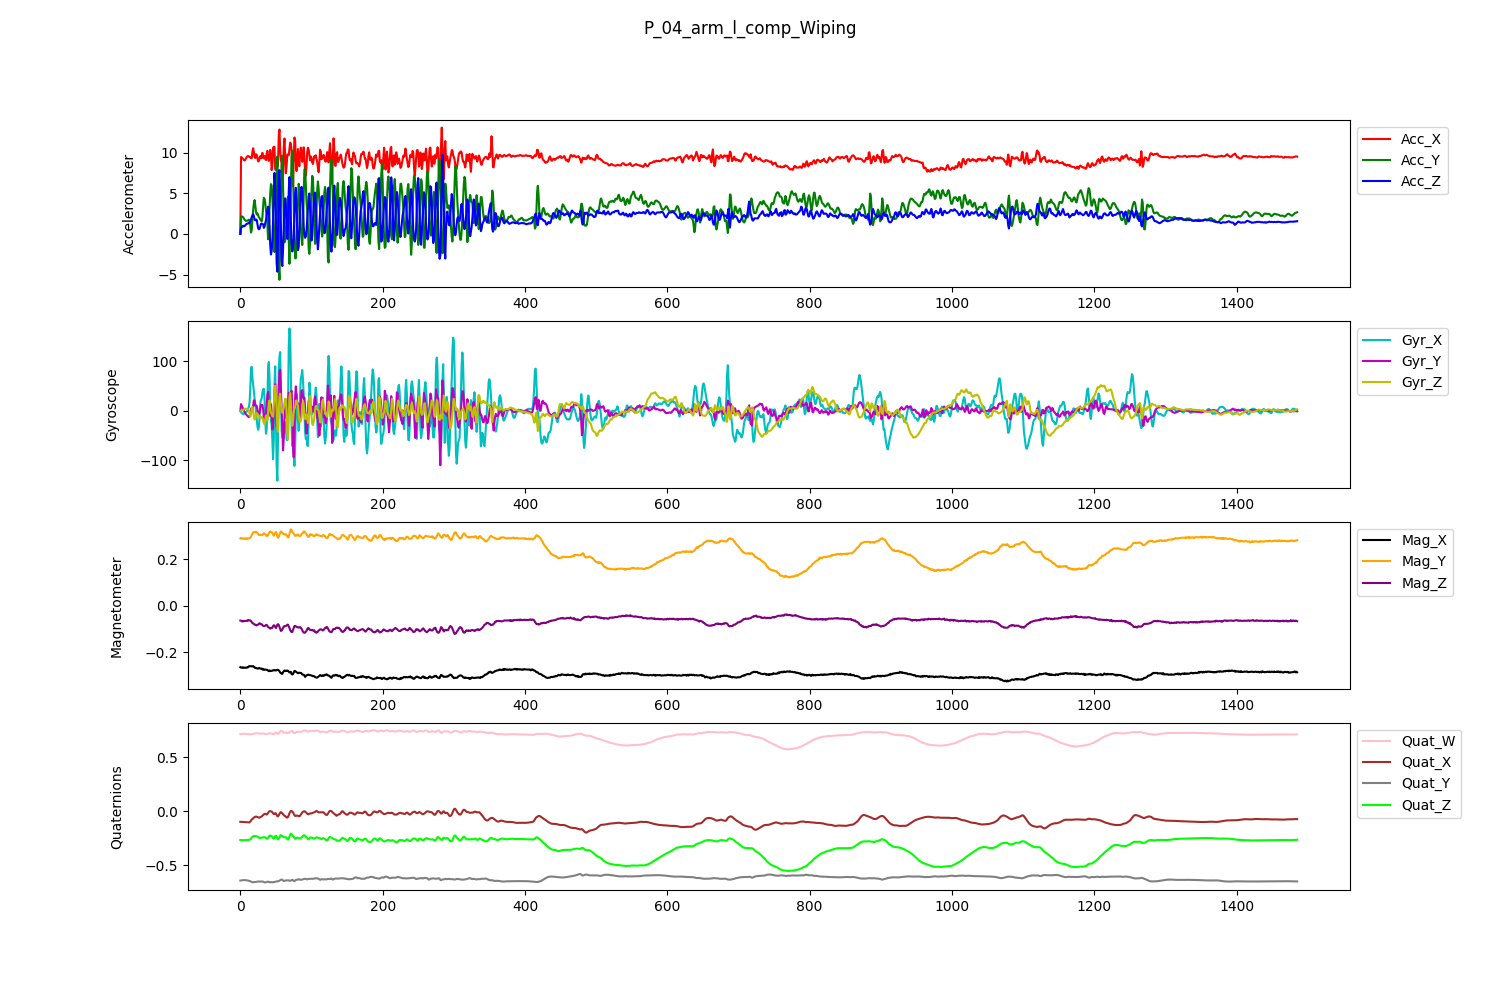 P_04_arm_l_comp_Wiping
Accelerometer
10
5
0
−5
0 200 400 600 800 1000 1200 1400
Acc_X
Acc_Y
Acc_Z
Gyroscope
100
0
−100
0 200 400 600 800 1000 1200 1400
Gyr_X
Gyr_Y
Gyr_Z
Magnetometer
0.2
0.0
−0.2
0 200 400 600 800 1000 1200 1400
Mag_X
Mag_Y
Mag_Z
Quaternions
0.5
0.0
−0.5
0 200 400 600 800 1000 1200 1400
Quat_W
Quat_X
Quat_Y
Quat_Z